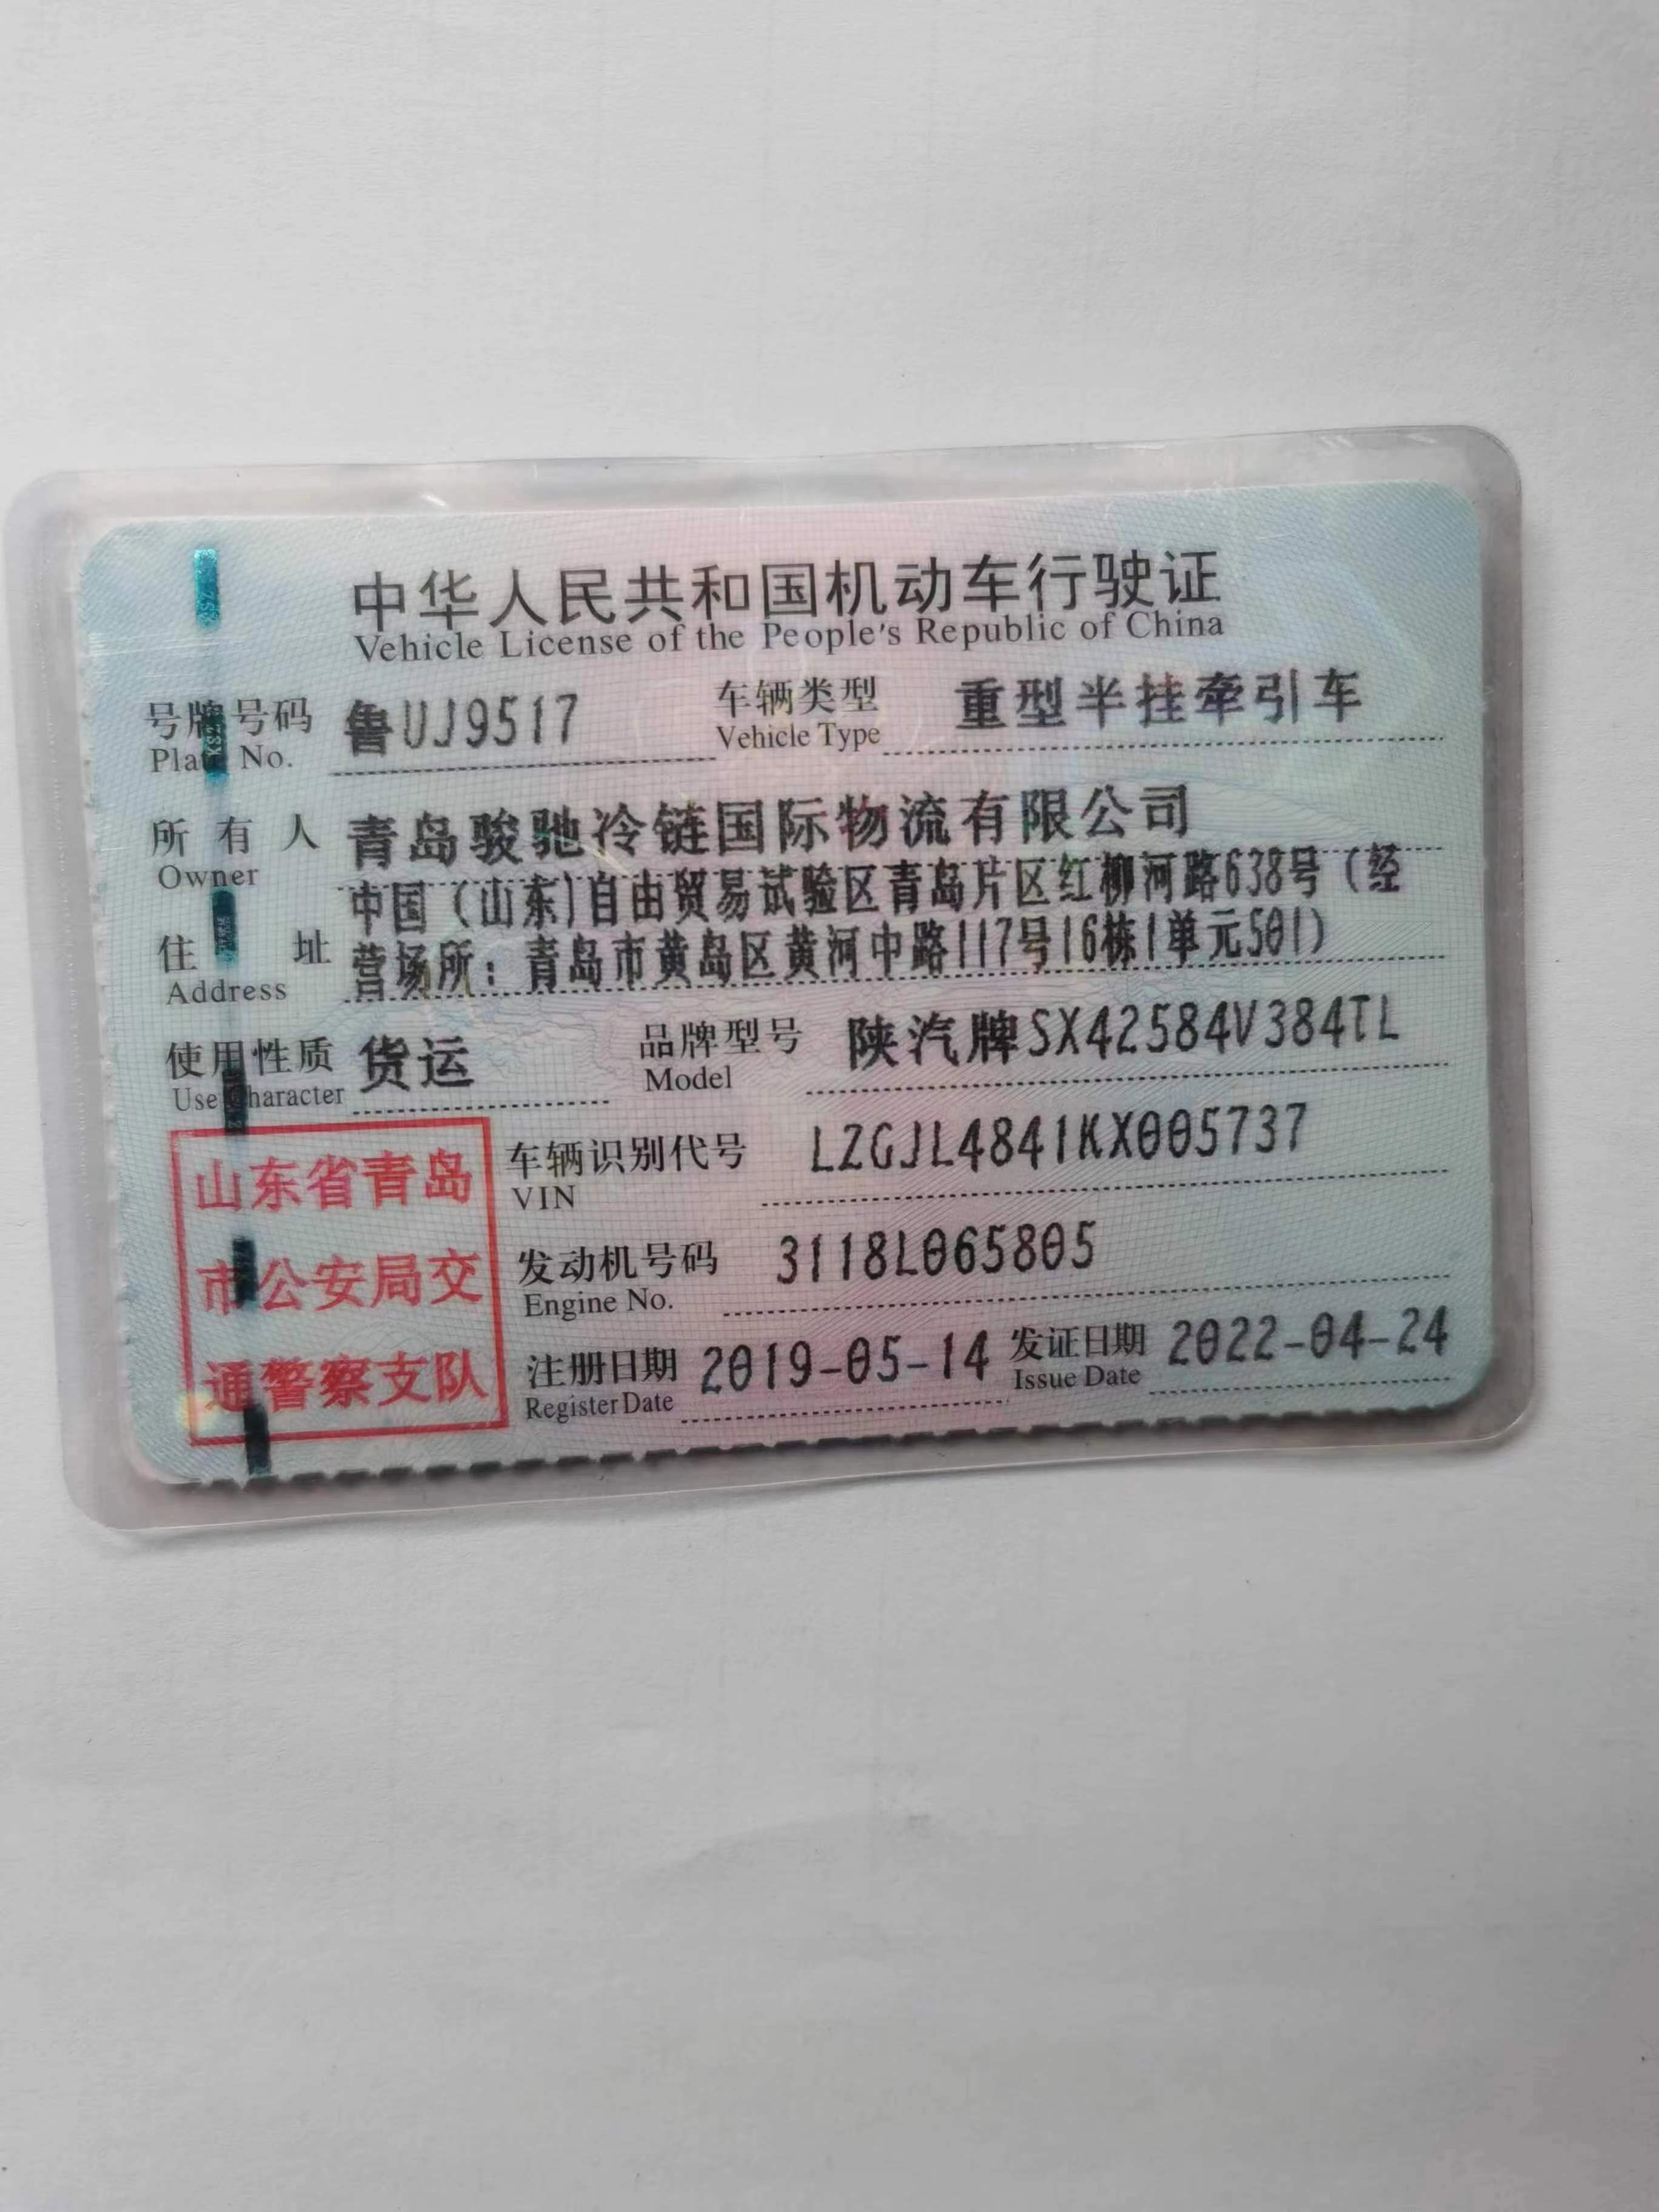 中华人民共和国机动车行驶证
Vehicle License of the People's Republic of China
号牌号码 鲁UJ9517 车辆类型 重型半挂牵引车
Plate No. Vehicle Type
所有人 青岛骏驰冷链国际物流有限公司
Owner
中国（山东)自由贸易试验区青岛片区红柳河路638号（经
住址 营场所：青岛市黄岛区黄河中路117号16栋1单元501）
Address
使用性质 货运 品牌型号 陕汽牌SX42584V384TL
Use Character Model
山东省青岛
市公安局交
通警察支队
车辆识别代号 LZGJL4841KX005737
VIN
发动机号码 3118L065805
Engine No.
注册日期 2019-05-14 发证日期 2022-04-24
Register Date Issue Date